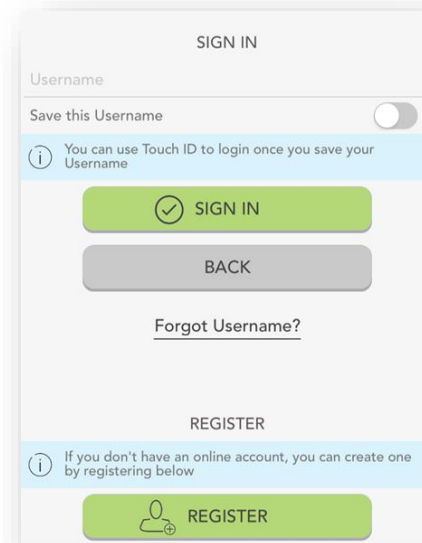 SIGN IN
Username
Save this Username
You can use Touch ID to login once you save your
Username
SIGN IN
BACK
Forgot Username?
REGISTER
If you don't have an online account, you can create one
by registering below
REGISTER